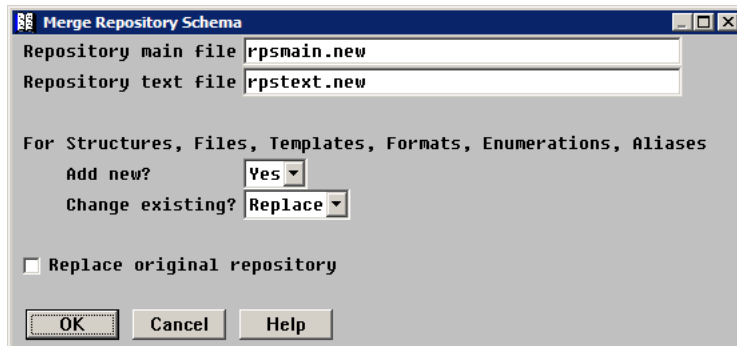 Merge Repository Schema
Repository main file rpsmain.new
Repository text file rpstext.new
For Structures, Files, Templates, Formats, Enumerations, Aliases
Add new? Yes
Change existing? Replace
Replace original repository
OK Cancel Help